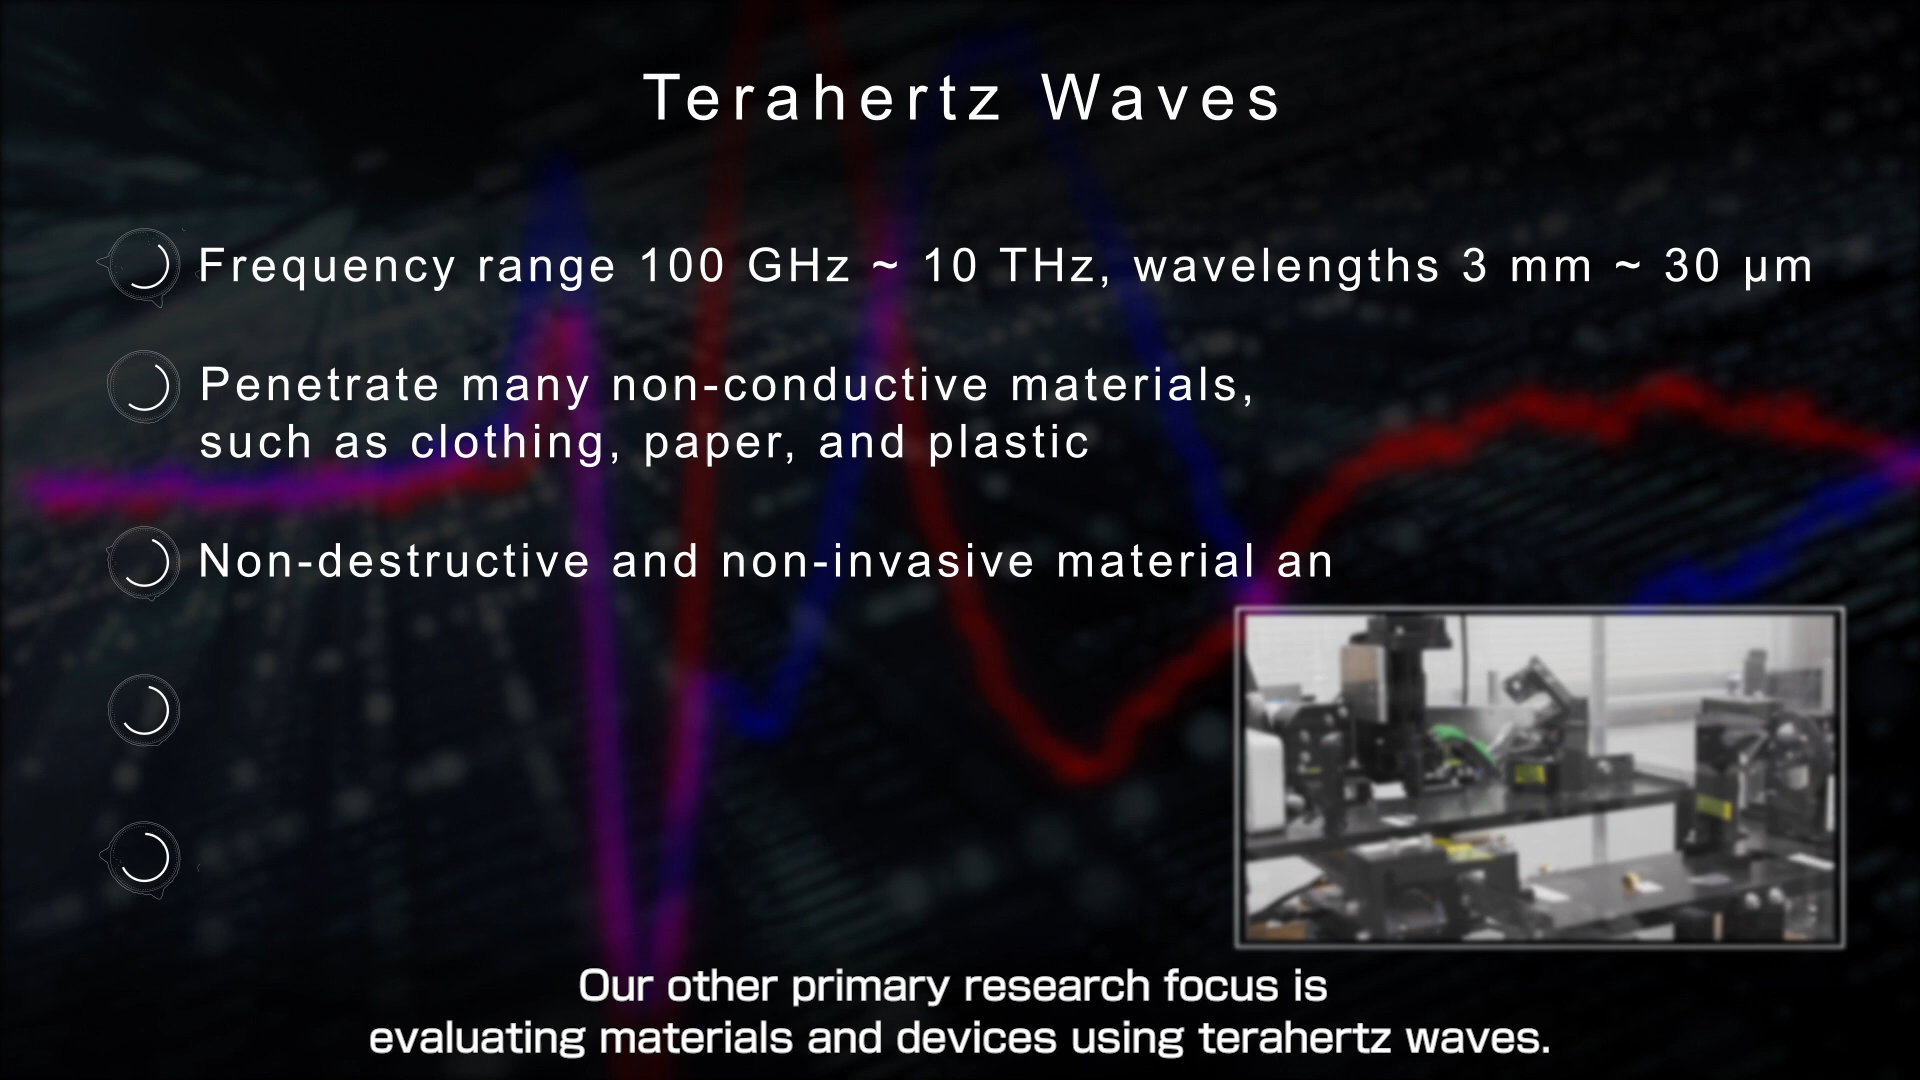 Terahertz Waves
Frequency range 100 GHz ~ 10 THz, wavelengths 3 mm ~ 30 μm
Penetrate many non-conductive materials,
such as clothing, paper, and plastic
Non-destructive and non-invasive material an
Our other primary research focus is
evaluating materials and devices using terahertz waves.